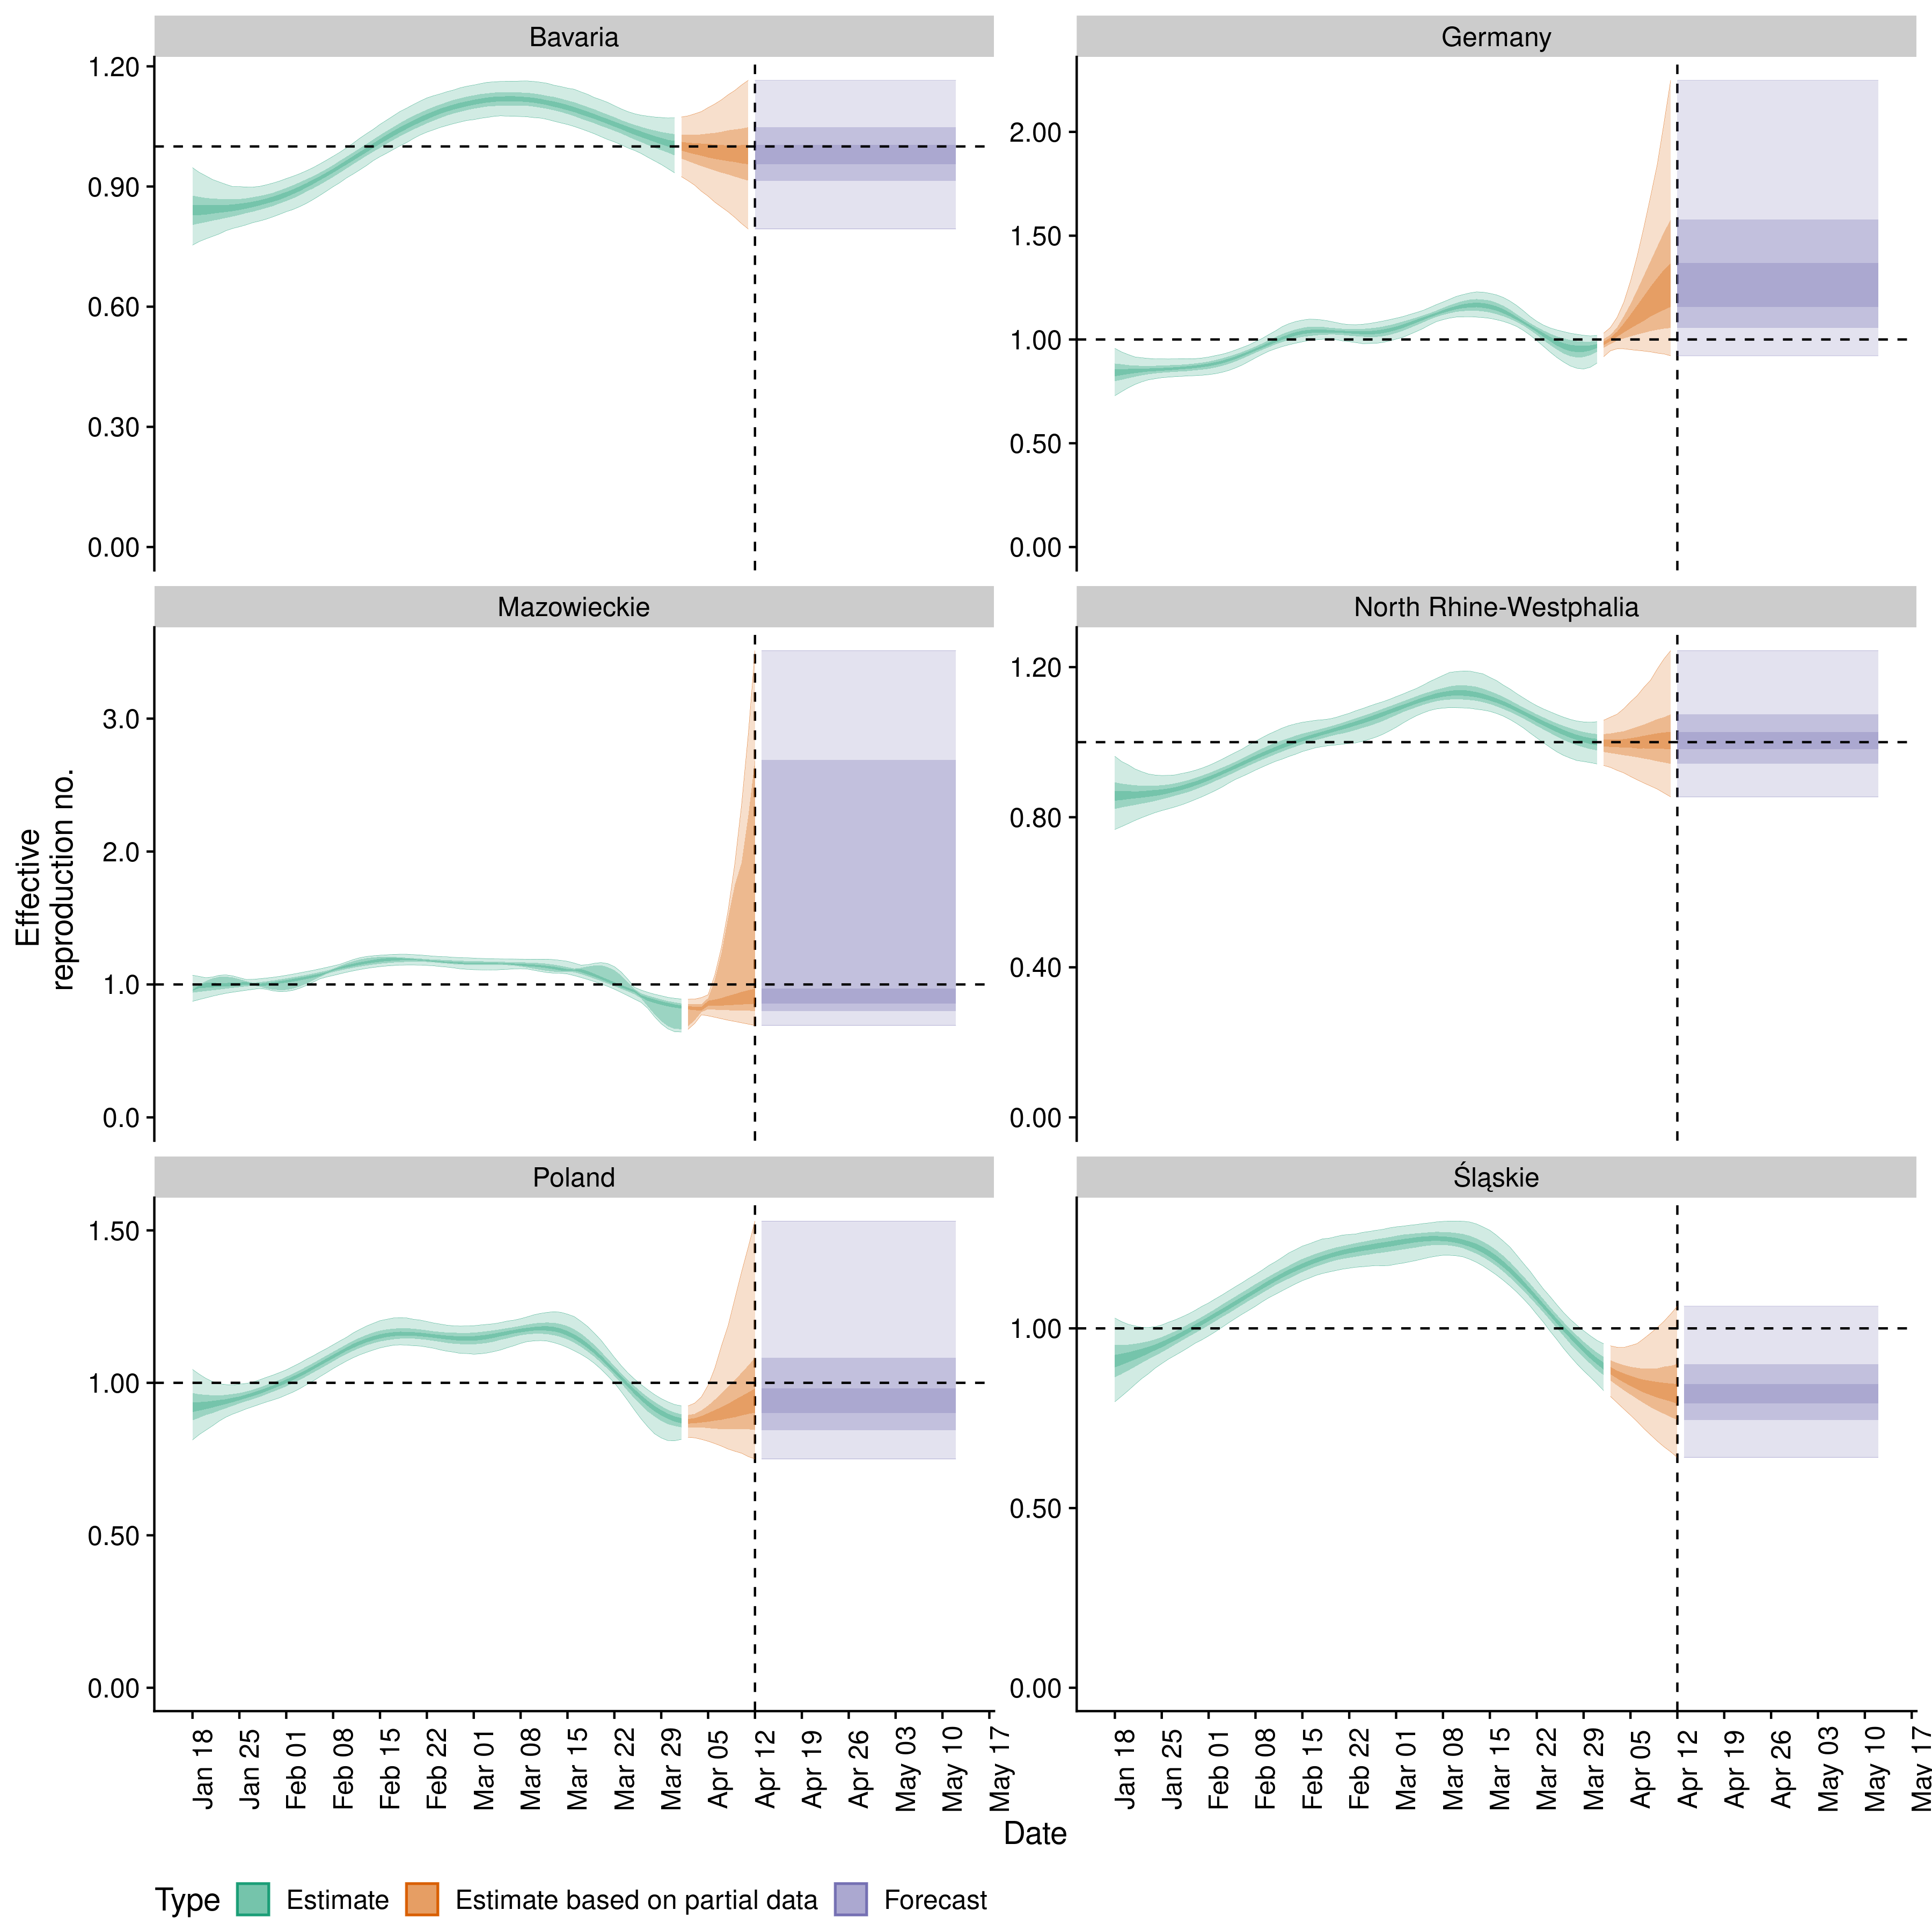 Bavaria
Germany
1.20
0.90
0.60
0.30
0.00
2.00
1.50
1.00
0.50
0.00
Mazowieckie
North Rhine-Westphalia
3.0
2.0
1.0
0.0
1.20
0.80
0.40
0.00
Effective
reproduction no.
Poland
Śląskie
1.50
1.00
0.50
0.00
1.00
0.50
0.00
Jan 18
Jan 25
Feb 01
Feb 08
Feb 15
Feb 22
Mar 01
Mar 08
Mar 15
Mar 22
Mar 29
Apr 05
Apr 12
Apr 19
Apr 26
May 03
May 10
May 17
Jan 18
Jan 25
Feb 01
Feb 08
Feb 15
Feb 22
Mar 01
Mar 08
Mar 15
Mar 22
Mar 29
Apr 05
Apr 12
Apr 19
Apr 26
May 03
May 10
May 17
Date
Type Estimate Estimate based on partial data Forecast